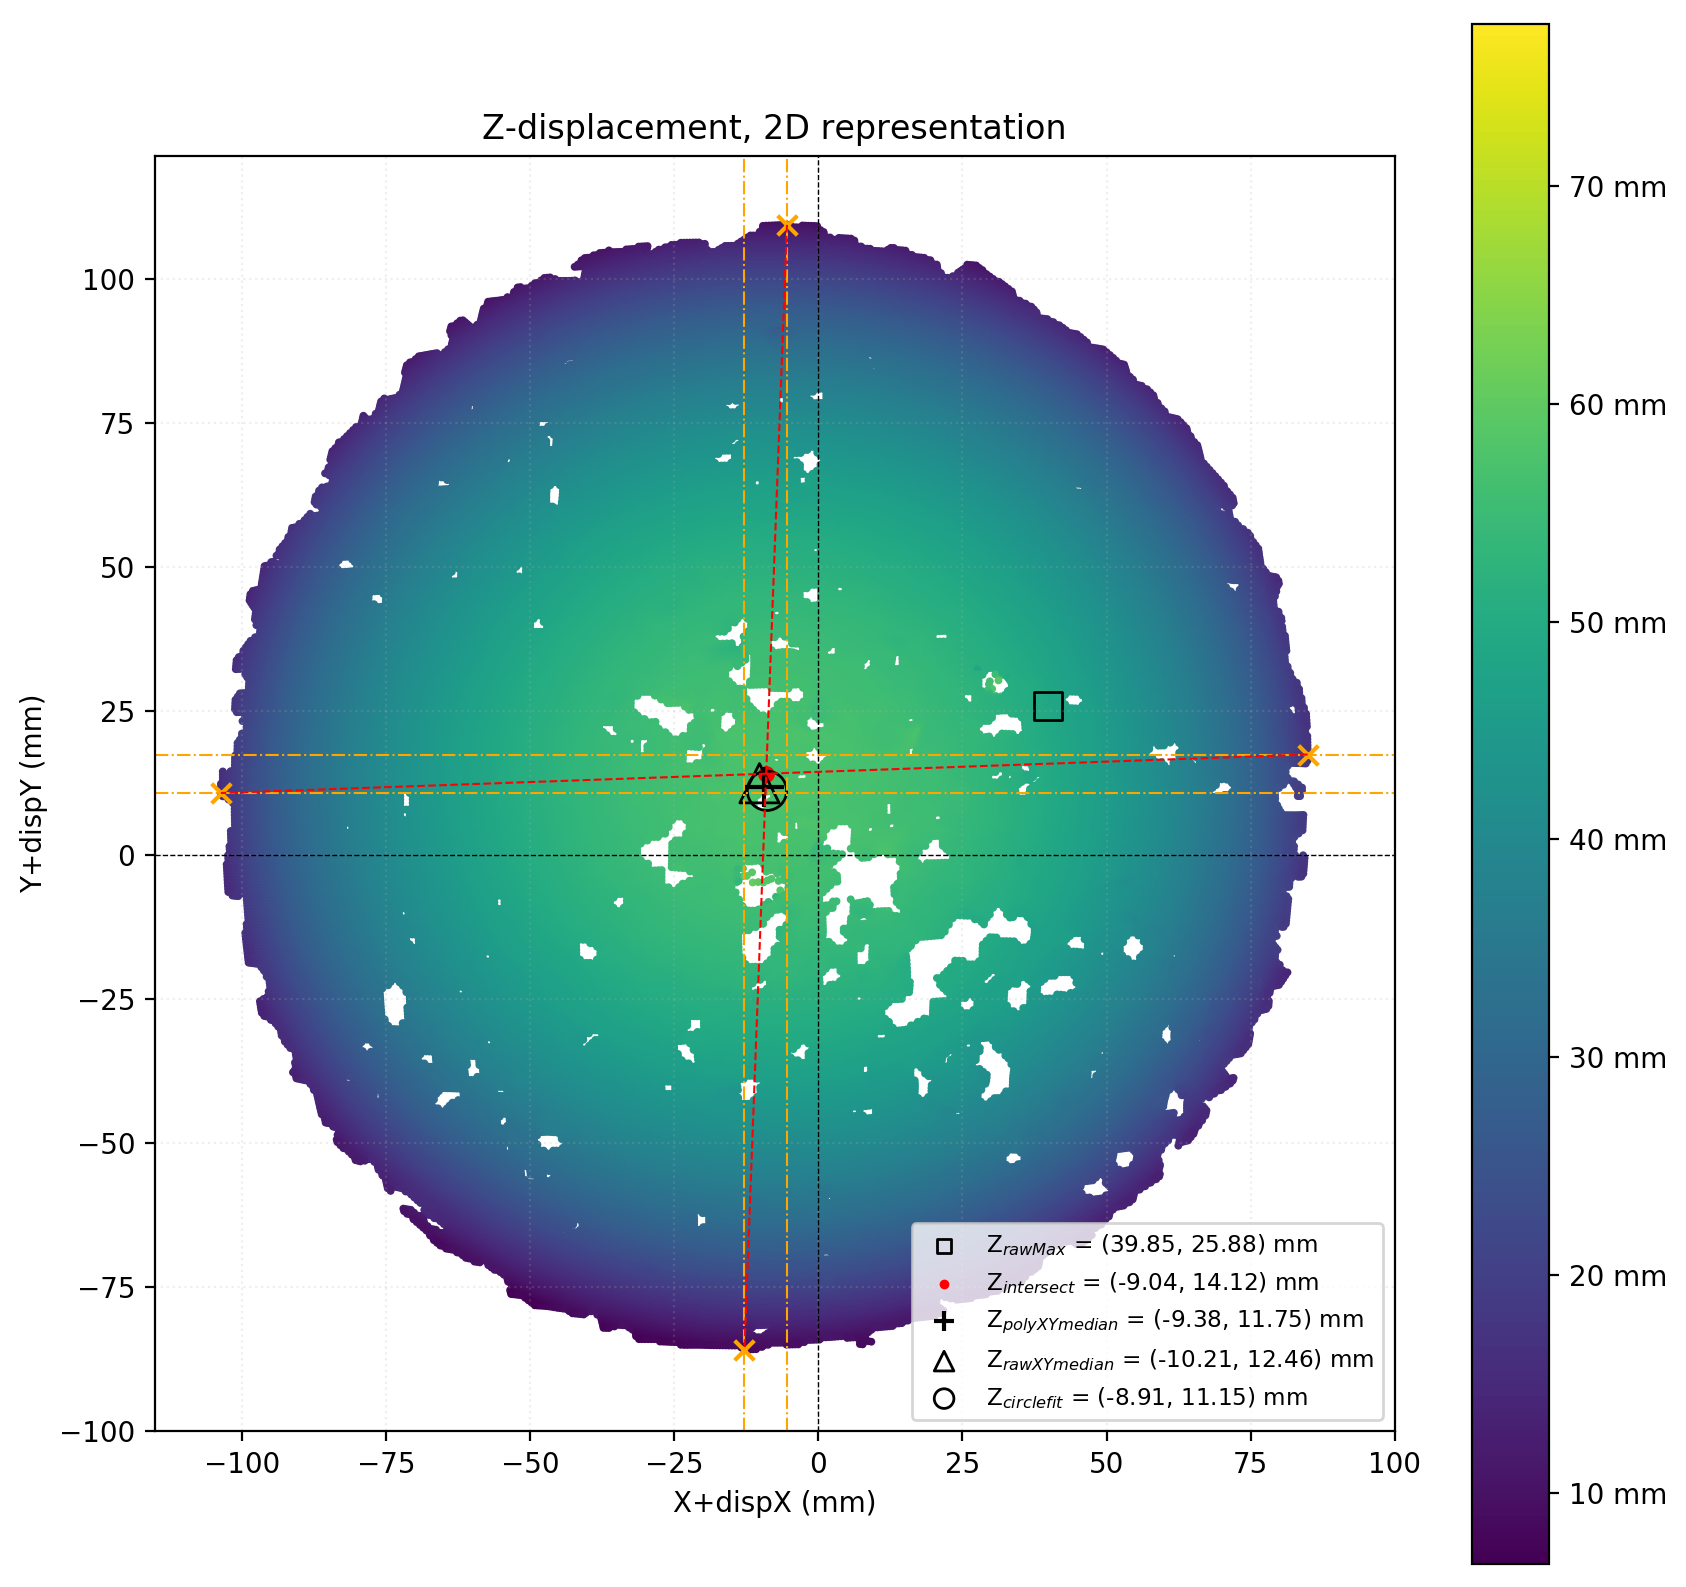 Z-displacement, 2D representation
70 mm
60 mm
50 mm
40 mm
30 mm
20 mm
10 mm
Y+dispY (mm)
100
75
50
25
0
−25
−50
−75
−100
−100
−75
−50
−25
0
25
50
75
100
X+dispX (mm)
ZrawMax = (39.85, 25.88) mm
Zintersect = (-9.04, 14.12) mm
ZpolyXYmedian = (-9.38, 11.75) mm
ZrawXYmedian = (-10.21, 12.46) mm
Zcirclefit = (-8.91, 11.15) mm